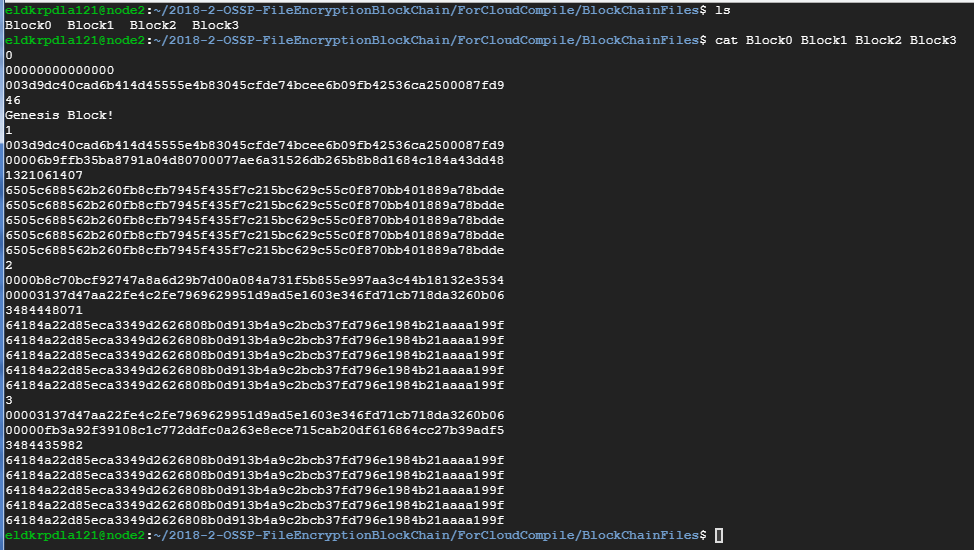 eldkrpdla121@node2:~/2018-2-OSSP-FileEncryptionBlockChain/ForCloudCompile/BlockChainFiles$ ls
Block0  Block1  Block2  Block3
eldkrpdla121@node2:~/2018-2-OSSP-FileEncryptionBlockChain/ForCloudCompile/BlockChainFiles$ cat Block0 Block1 Block2 Block3
0
00000000000000
003d9dc40cad6b414d45555e4b83045cfde74bcee6b09fb42536ca2500087fd9
46
Genesis Block!
1
003d9dc40cad6b414d45555e4b83045cfde74bcee6b09fb42536ca2500087fd9
00006b9ffb35ba8791a04d80700077ae6a31526db265b8b8d1684c184a43dd48
1321061407
6505c688562b260fb8cfb7945f435f7c215bc629c55c0f870bb401889a78bdde
6505c688562b260fb8cfb7945f435f7c215bc629c55c0f870bb401889a78bdde
6505c688562b260fb8cfb7945f435f7c215bc629c55c0f870bb401889a78bdde
6505c688562b260fb8cfb7945f435f7c215bc629c55c0f870bb401889a78bdde
6505c688562b260fb8cfb7945f435f7c215bc629c55c0f870bb401889a78bdde
2
0000b8c70bcf92747a8a6d29b7d00a084a731f5b855e997aa3c44b18132e3534
00003137d47aa22fe4c2fe7969629951d9ad5e1603e346fd71cb718da3260b06
3484448071
64184a22d85eca3349d2626808b0d913b4a9c2bcb37fd796e1984b21aaaa199f
64184a22d85eca3349d2626808b0d913b4a9c2bcb37fd796e1984b21aaaa199f
64184a22d85eca3349d2626808b0d913b4a9c2bcb37fd796e1984b21aaaa199f
64184a22d85eca3349d2626808b0d913b4a9c2bcb37fd796e1984b21aaaa199f
64184a22d85eca3349d2626808b0d913b4a9c2bcb37fd796e1984b21aaaa199f
3
00003137d47aa22fe4c2fe7969629951d9ad5e1603e346fd71cb718da3260b06
00000fb3a92f39108c1c772ddfc0a263e8ece715cab20df616864cc27b39adf5
3484435982
64184a22d85eca3349d2626808b0d913b4a9c2bcb37fd796e1984b21aaaa199f
64184a22d85eca3349d2626808b0d913b4a9c2bcb37fd796e1984b21aaaa199f
64184a22d85eca3349d2626808b0d913b4a9c2bcb37fd796e1984b21aaaa199f
64184a22d85eca3349d2626808b0d913b4a9c2bcb37fd796e1984b21aaaa199f
64184a22d85eca3349d2626808b0d913b4a9c2bcb37fd796e1984b21aaaa199f
eldkrpdla121@node2:~/2018-2-OSSP-FileEncryptionBlockChain/ForCloudCompile/BlockChainFiles$